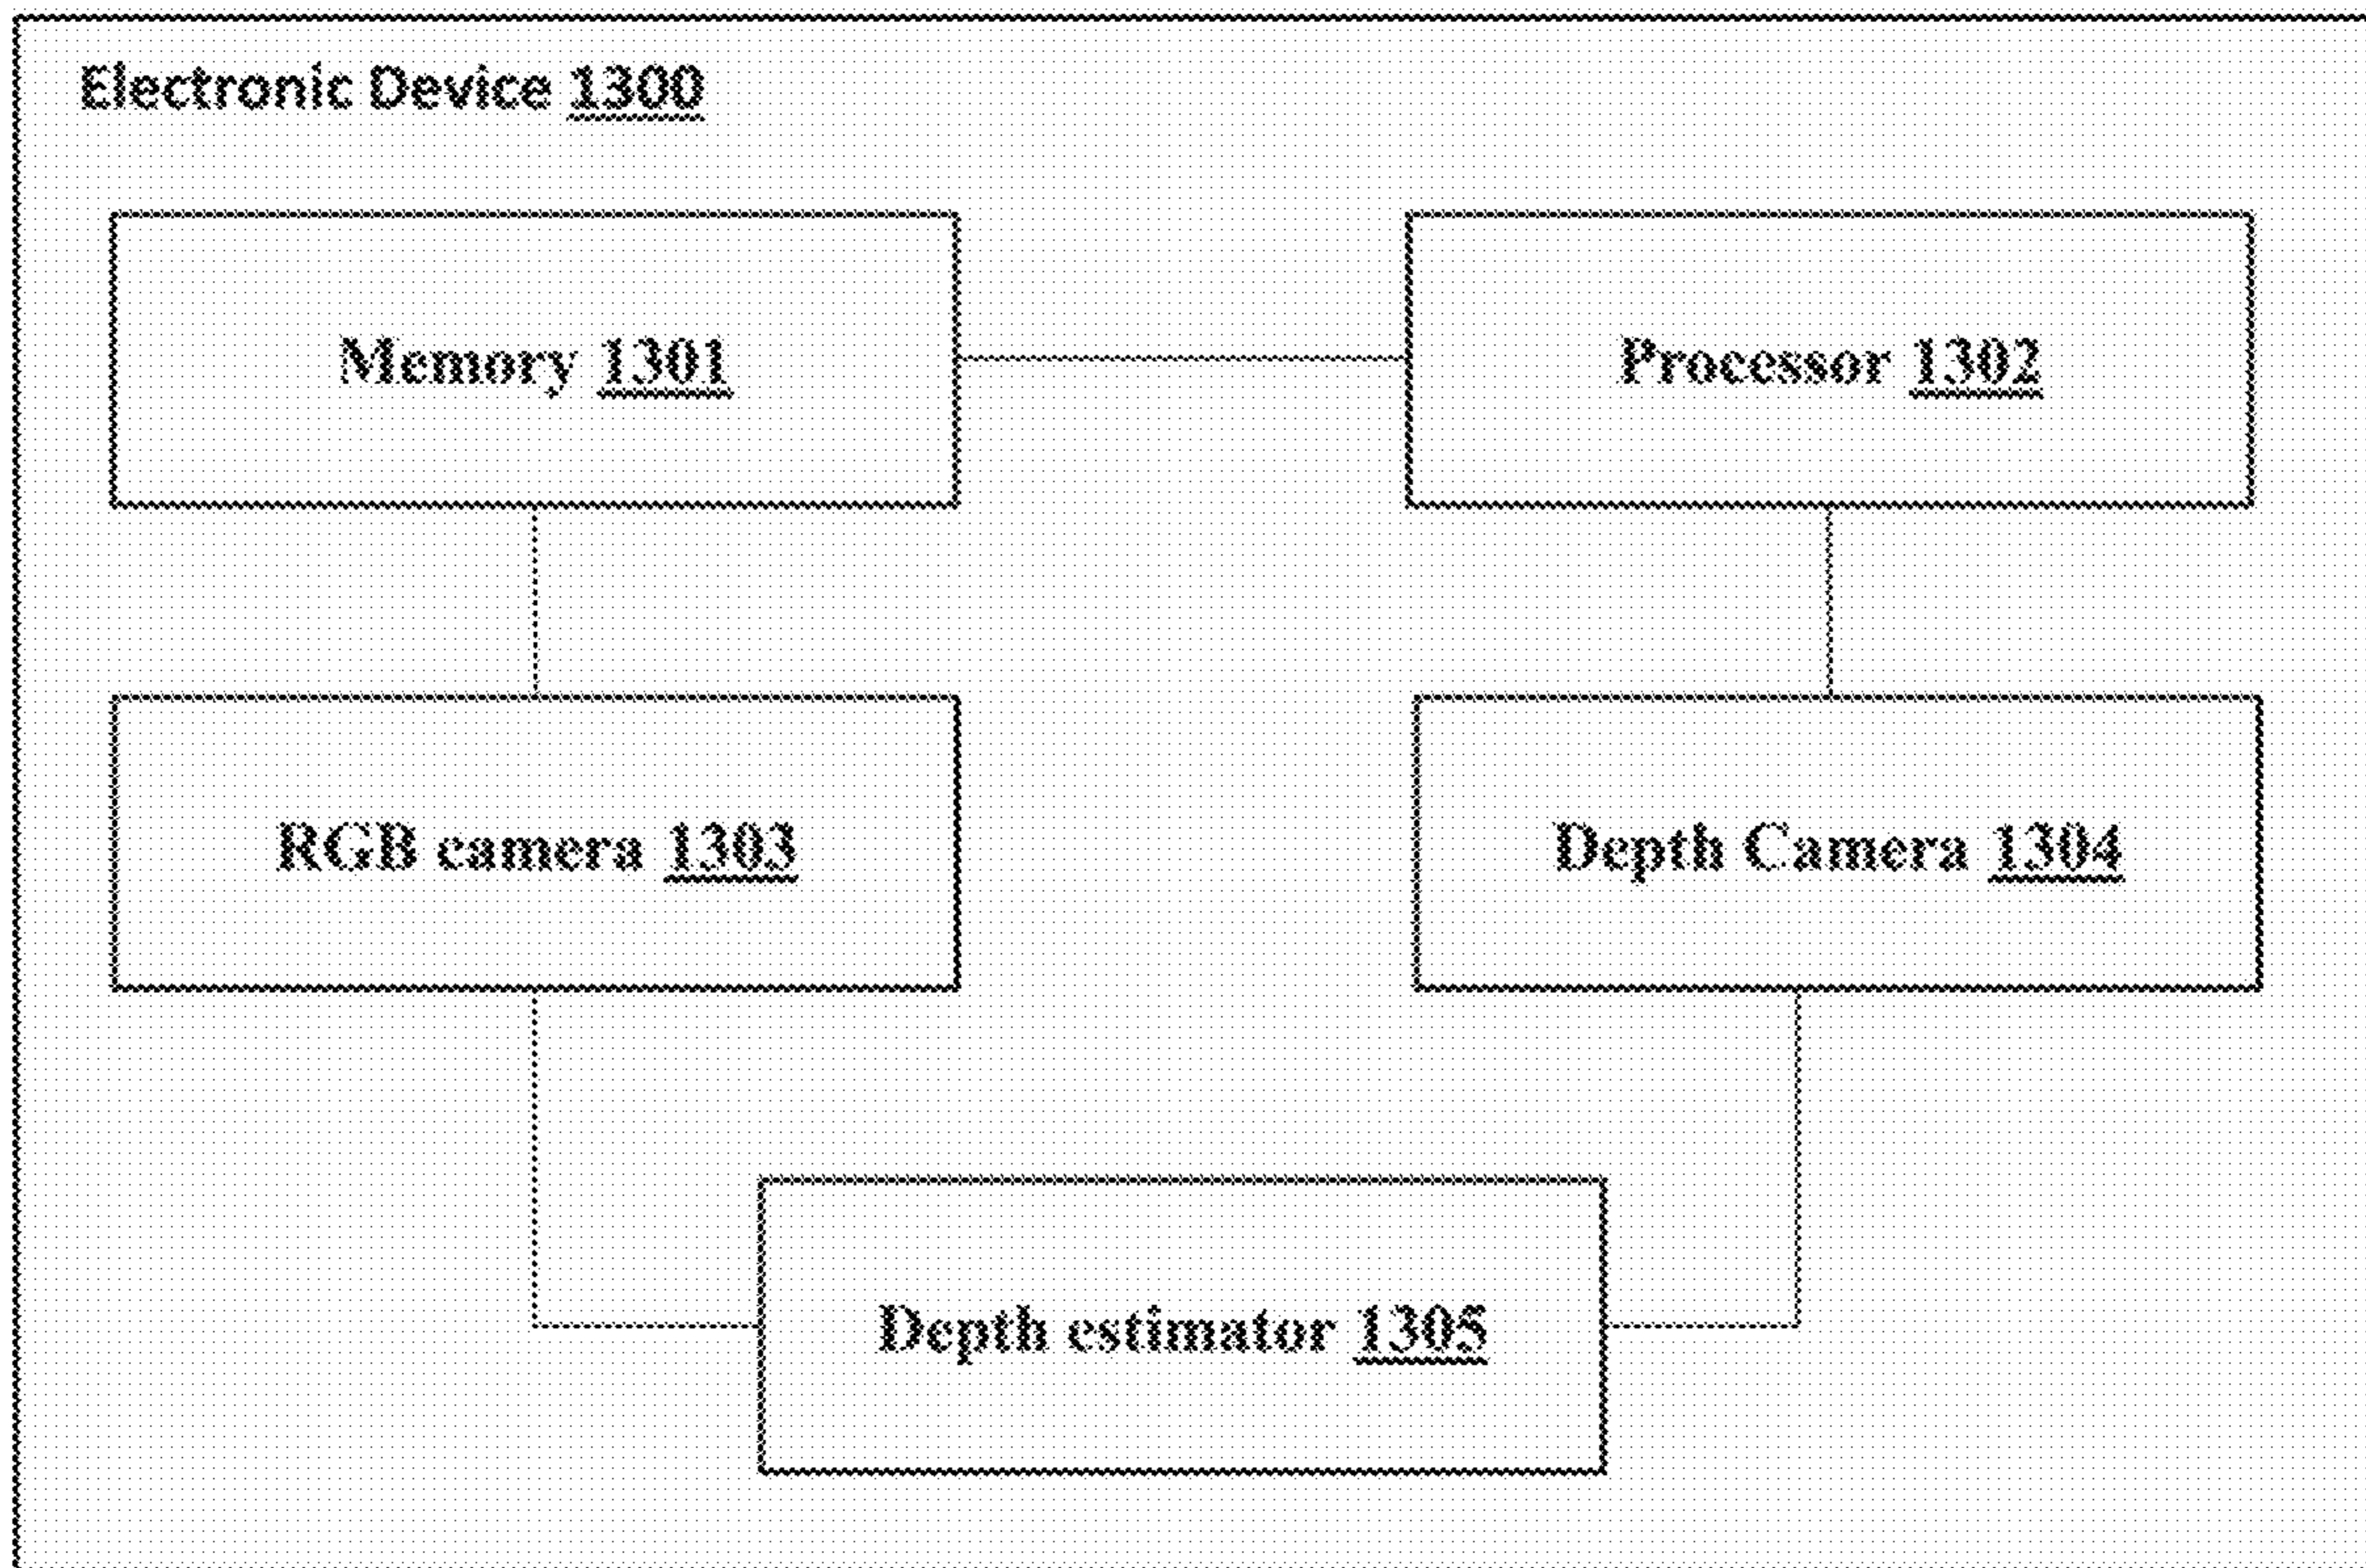 Electronic Device 1300
Memory 1301
Processor 1302
RGB camera 1303
Depth Camera 1304
Depth estimator 1305